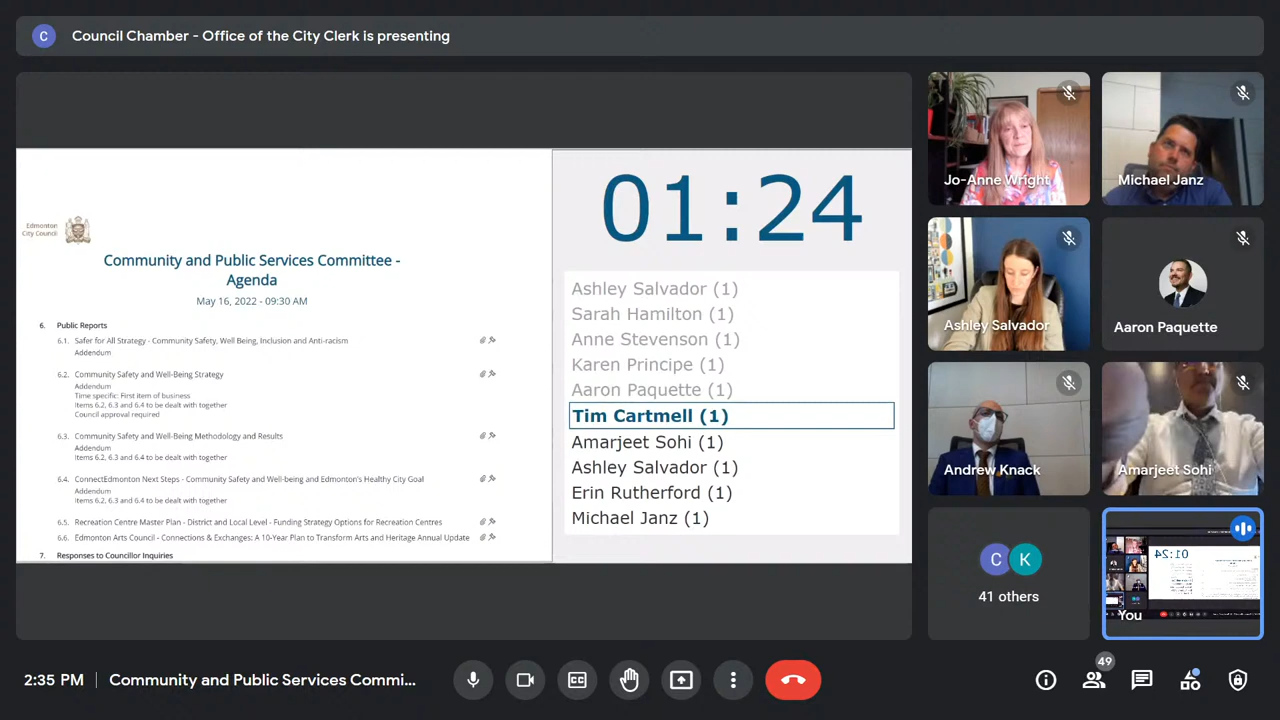 C Council Chamber - Office of the City Clerk is presenting
Edmonton
City Council
Community and Public Services Committee -
Agenda
May 16, 2022 - 09:30 AM
6. Public Reports
6.1. Safer for All Strategy - Community Safety, Well Being, Inclusion and Anti-racism
Addendum
6.2. Community Safety and Well-Being Strategy
Addendum
Time specific: First item of business
Items 6.2, 6.3 and 6.4 to be dealt with together
Council approval required
6.3. Community Safety and Well-Being Methodology and Results
Addendum
Items 6.2, 6.3 and 6.4 to be dealt with together
6.4. ConnectEdmonton Next Steps - Community Safety and Well-being and Edmonton's Healthy City Goal
Addendum
Items 6.2, 6.3 and 6.4 to be dealt with together
6.5. Recreation Centre Master Plan - District and Local Level - Funding Strategy Options for Recreation Centres
6.6. Edmonton Arts Council - Connections & Exchanges: A 10-Year Plan to Transform Arts and Heritage Annual Update
7. Responses to Councillor Inquiries
01:24
Ashley Salvador (1)
Sarah Hamilton (1)
Anne Stevenson (1)
Karen Principe (1)
Aaron Paquette (1)
Tim Cartmell (1)
Amarjeet Sohi (1)
Ashley Salvador (1)
Erin Rutherford (1)
Michael Janz (1)
Jo-Anne Wright
Michael Janz
Ashley Salvador
Aaron Paquette
Andrew Knack
Amarjeet Sohi
C K
41 others
01:24
You
2:35 PM | Community and Public Services Commi...
CC
49